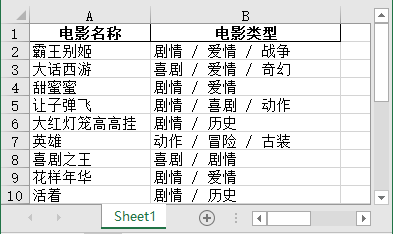 A B
1 电影名称 电影类型
2 霸王别姬 剧情 / 爱情 / 战争
3 大话西游 喜剧 / 爱情 / 奇幻
4 甜蜜蜜 剧情 / 爱情
5 让子弹飞 剧情 / 喜剧 / 动作
6 大红灯笼高高挂 剧情 / 历史
7 英雄 动作 / 冒险 / 古装
8 喜剧之王 喜剧 / 剧情
9 花样年华 剧情 / 爱情
10 活着 剧情 / 历史
Sheet1